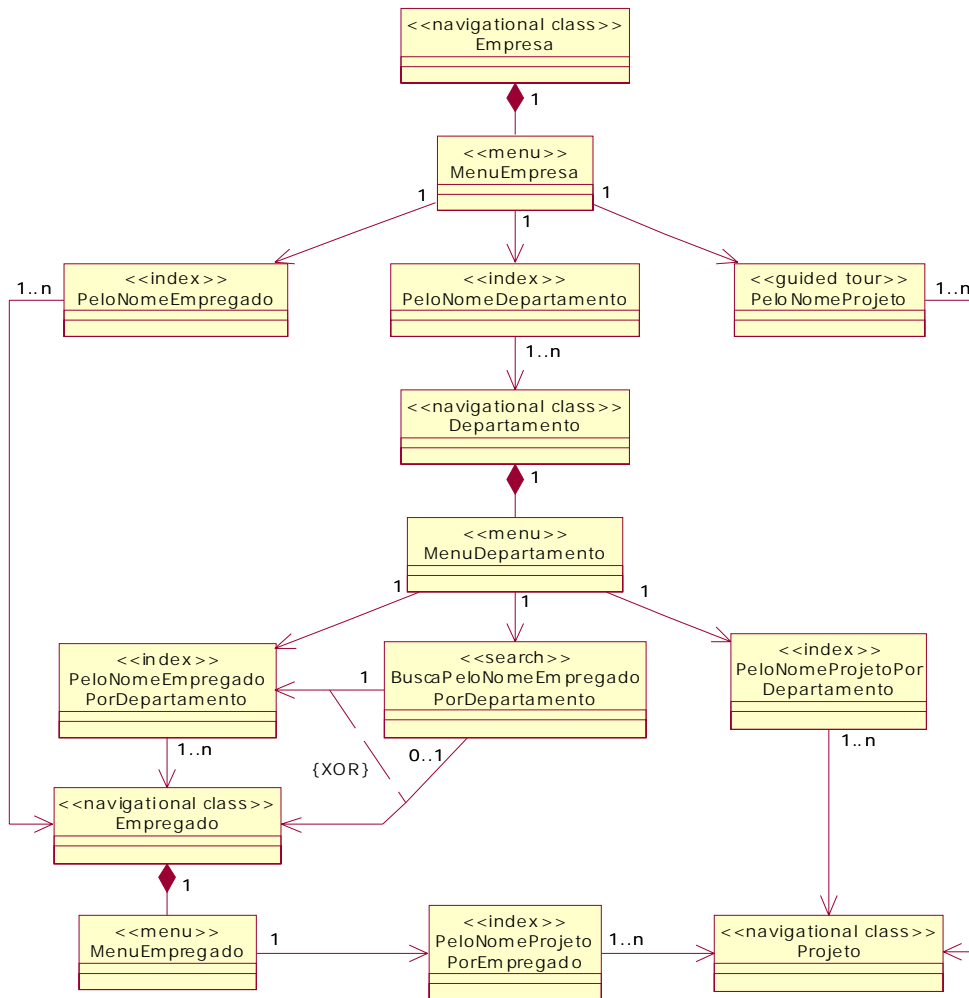 <<navigational class>>
Empresa
1
<<menu>>
MenuEmpresa
1
1
1
<<index>>
PeloNomeEmpregado
1..n
<<index>>
PeloNomeDepartamento
1..n
<<guided tour>>
PeloNomeProjeto
1..n
<<navigational class>>
Departamento
1
<<menu>>
MenuDepartamento
1
1
1
<<index>>
PeloNomeEmpregado
PorDepartamento
1..n
<<search>>
BuscaPeloNomeEmpregado
PorDepartamento
1
0..1
{XOR}
<<index>>
PeloNomeProjetoPor
Departamento
1..n
<<navigational class>>
Empregado
1
<<menu>>
MenuEmpregado
1
<<index>>
PeloNomeProjeto
PorEmpregado
1..n
<<navigational class>>
Projeto